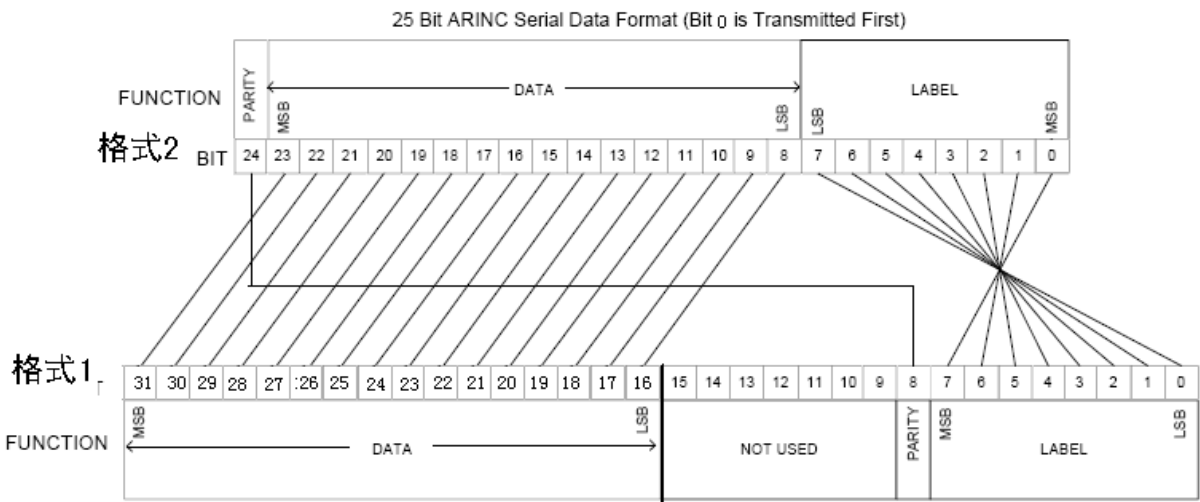 25 Bit ARINC Serial Data Format (Bit 0 is Transmitted First)
FUNCTION
PARITY
MSB
DATA
LSB
LSB
LABEL
MSB
格式2 BIT 24 23 22 21 20 19 18 17 16 15 14 13 12 11 10 9 8 7 6 5 4 3 2 1 0
格式1 31 30 29 28 27 :26 25 24 23 22 21 20 19 18 17 16 15 14 13 12 11 10 9 8 7 6 5 4 3 2 1 0
FUNCTION
MSB
DATA
LSB
NOT USED
PARITY
MSB
LABEL
LSB